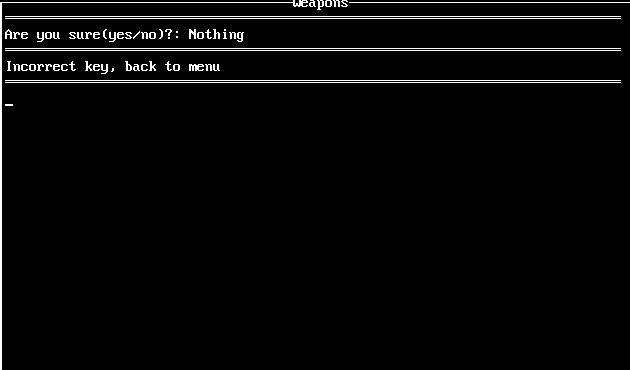 Weapons
Are you sure(yes/no)?: Nothing
Incorrect key, back to menu